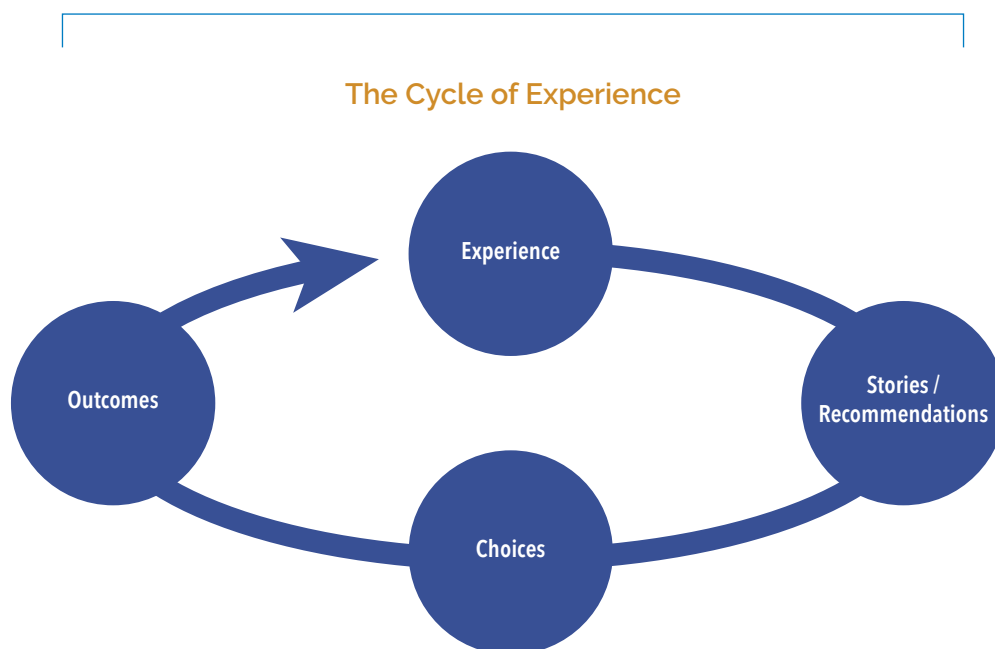 The Cycle of Experience
Experience
Stories /
Recommendations
Outcomes
Choices